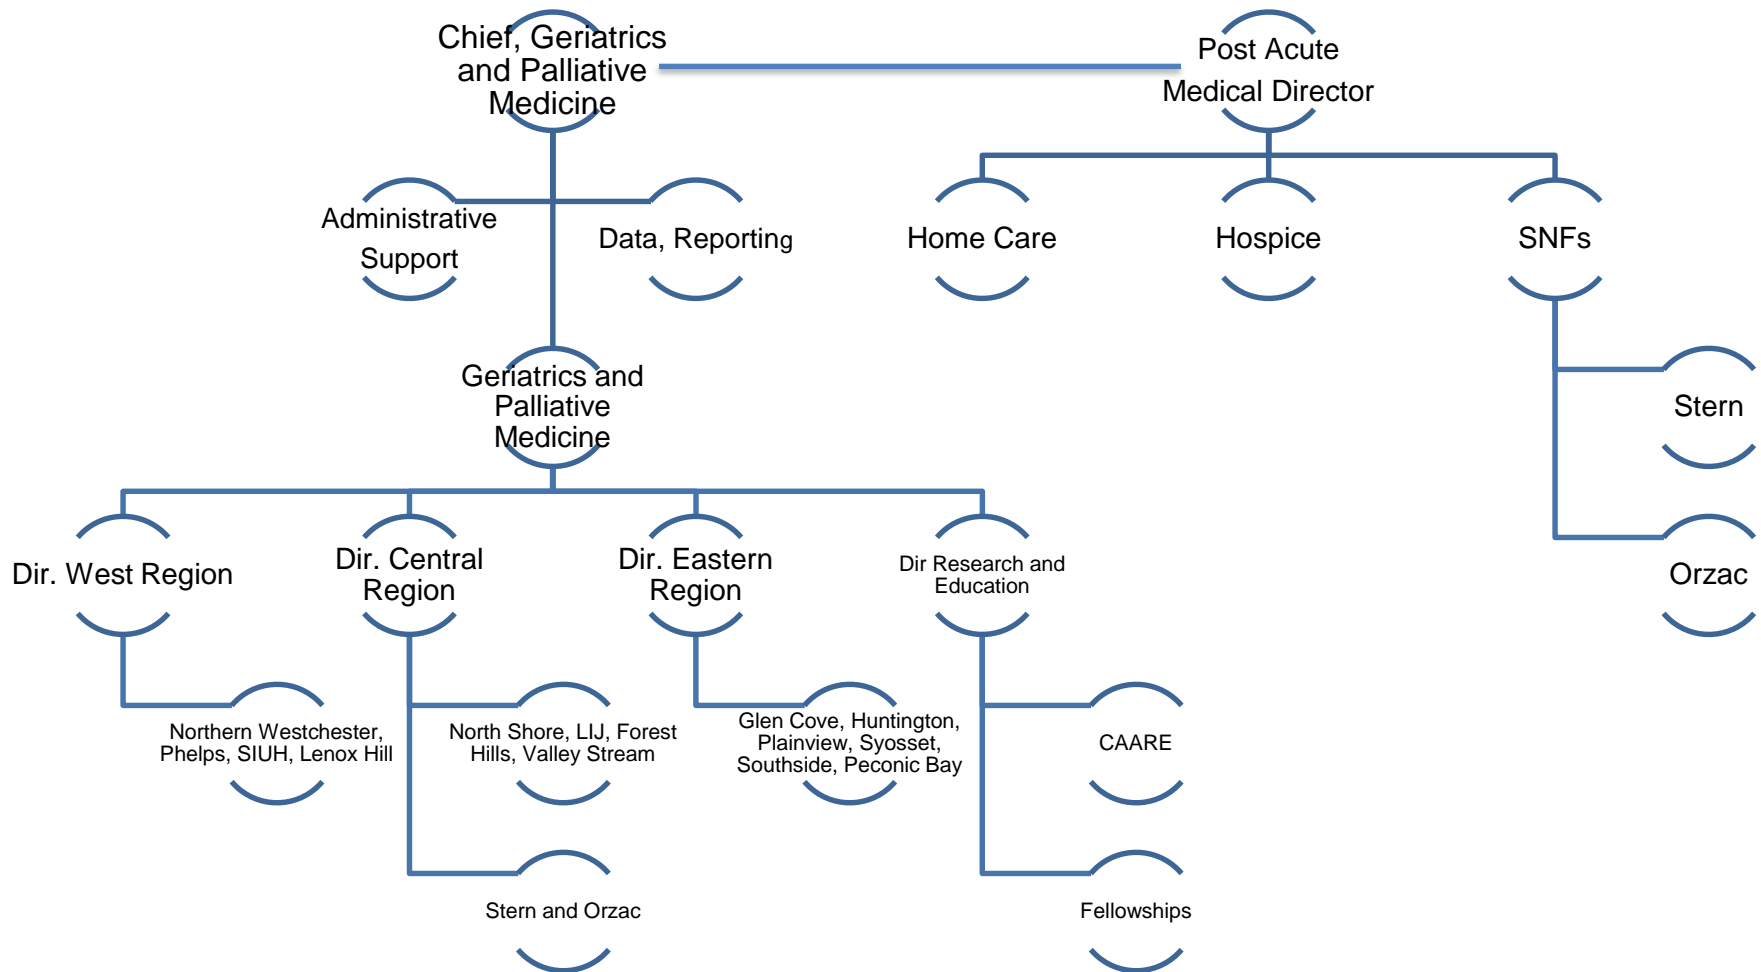 Chief, Geriatrics
and Palliative
Medicine
Post Acute
Medical Director
Administrative
Support
Data, Reporting
Home Care
Hospice
SNFs
Geriatrics and
Palliative
Medicine
Stern
Orzac
Dir. West Region
Dir. Central
Region
Dir. Eastern
Region
Dir Research and
Education
Northern Westchester,
Phelps, SIUH, Lenox Hill
North Shore, LIJ, Forest
Hills, Valley Stream
Glen Cove, Huntington,
Plainview, Syosset,
Southside, Peconic Bay
CAARE
Stern and Orzac
Fellowships